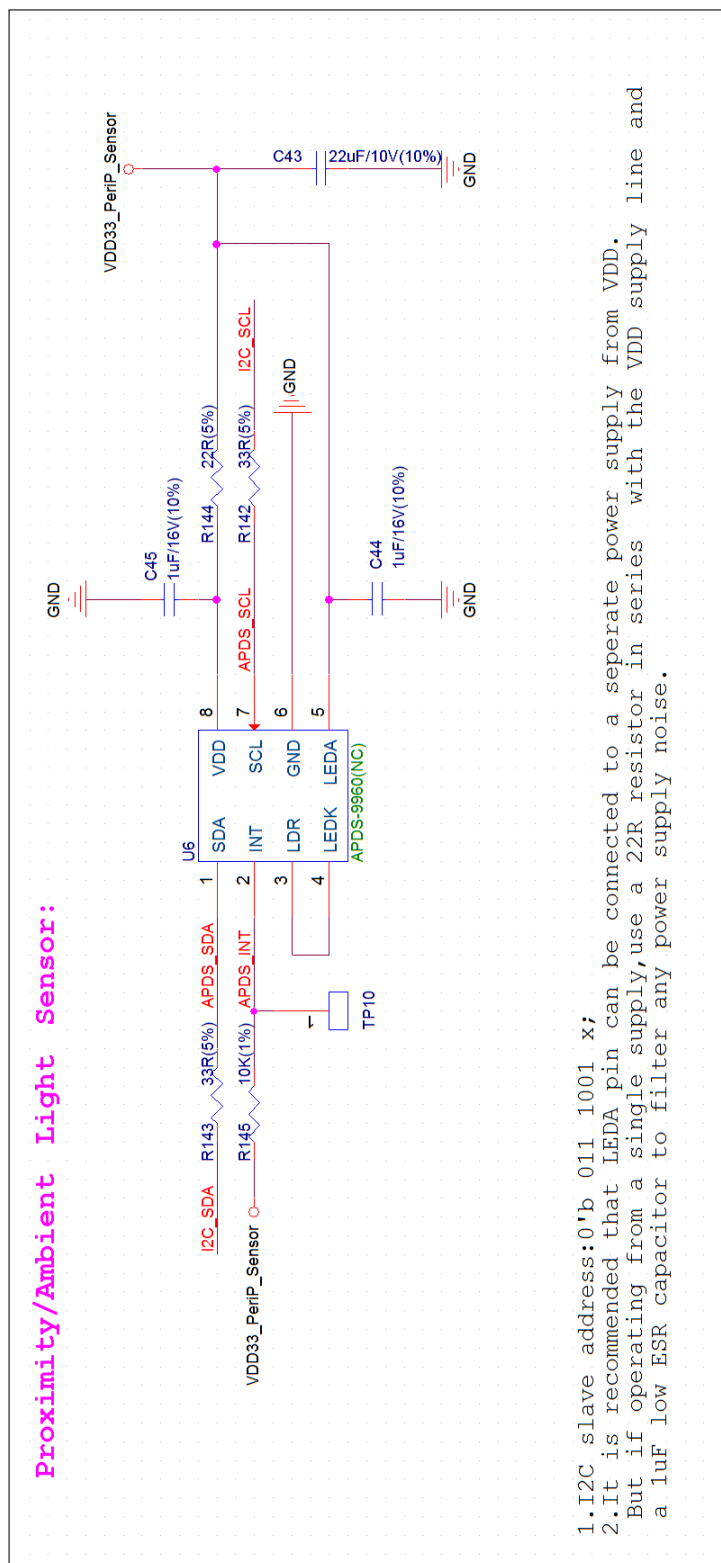 Proximity/Ambient Light Sensor:
VDD33_PeriP_Sensor
GND
C45
1uF/16V(10%)
C43
22uF/10V(10%)
GND
I2C_SDA
R143
33R(5%)
APDS_SDA
1
U6
SDA
VDD
8
R144
22R(5%)
VDD33_PeriP_Sensor
R145
10K(1%)
APDS_INT
2
INT
SCL
7
APDS_SCL
R142
33R(5%)
I2C_SCL
3
LDR
GND
6
GND
4
LEDK
LEDA
5
APDS-9960(NC)
1
TP10
C44
1uF/16V(10%)
GND
1.I2C slave address:0'b 011 1001 x;
2.It is recommended that LEDA pin can be connected to a seperate power supply from VDD.
But if operating from a single supply,use a 22R resistor in series with the VDD supply line and
a 1uF low ESR capacitor to filter any power supply noise.